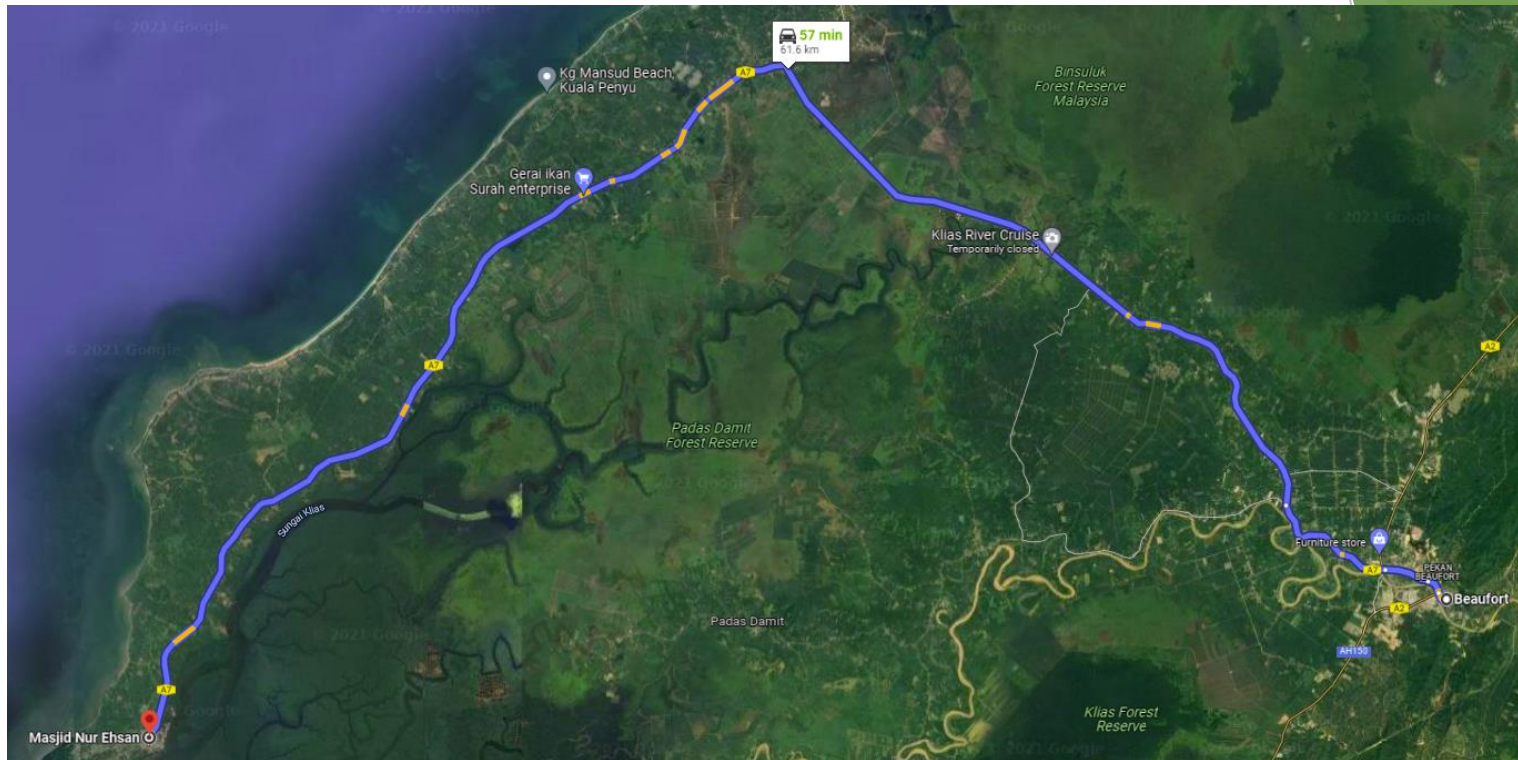 © 2021 Google
57 min
61.6 km
A7
Kg Mansud Beach,
Kuala Penyu
Binsuluk
Forest Reserve
Malaysia
Gerai ikan
Surah enterprise
© 2021 Google
Klias River Cruise
Temporarily closed
© 2021 Google
A2
A7
Padas Damit
Forest Reserve
Sungai Klias
Furniture store
A7
PEKAN
BEAUFORT
Beaufort
A2
Padas Damit
AH150
A7
Klias Forest
Reserve
Masjid Nur Ehsan